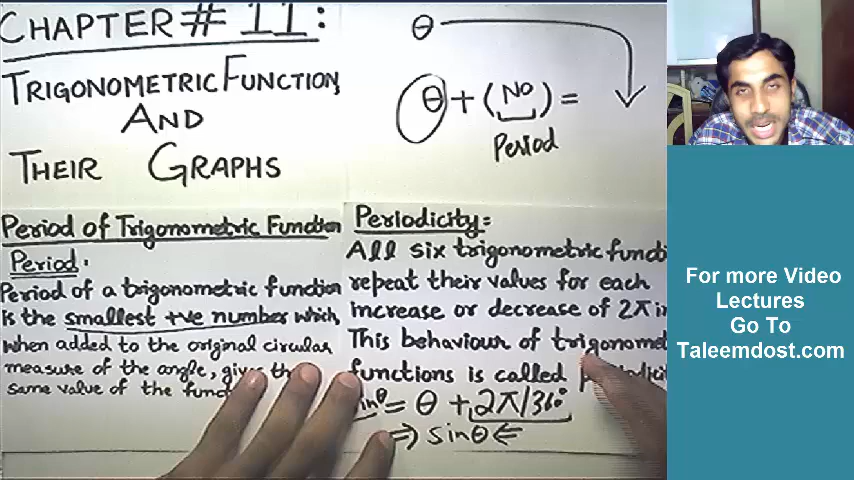 CHAPTER # 11:
TRIGONOMETRIC FUNCTION,
AND
THEIR GRAPHS
θ
θ + (No) =
Period
Period of Trigonometric Function
Period.
Period of a trigonometric function
is the smallest +ve number which,
when added to the original circular
measure of the angle, gives the
same value of the
Periodicity:
All six trigonometric functi
repeat their values for each
increase or decrease of 2π in
This behaviour of trigonomet
functions is called
= θ + 2π/360°
⇒ sinθ ⇐
For more Video
Lectures
Go To
Taleemdost.com